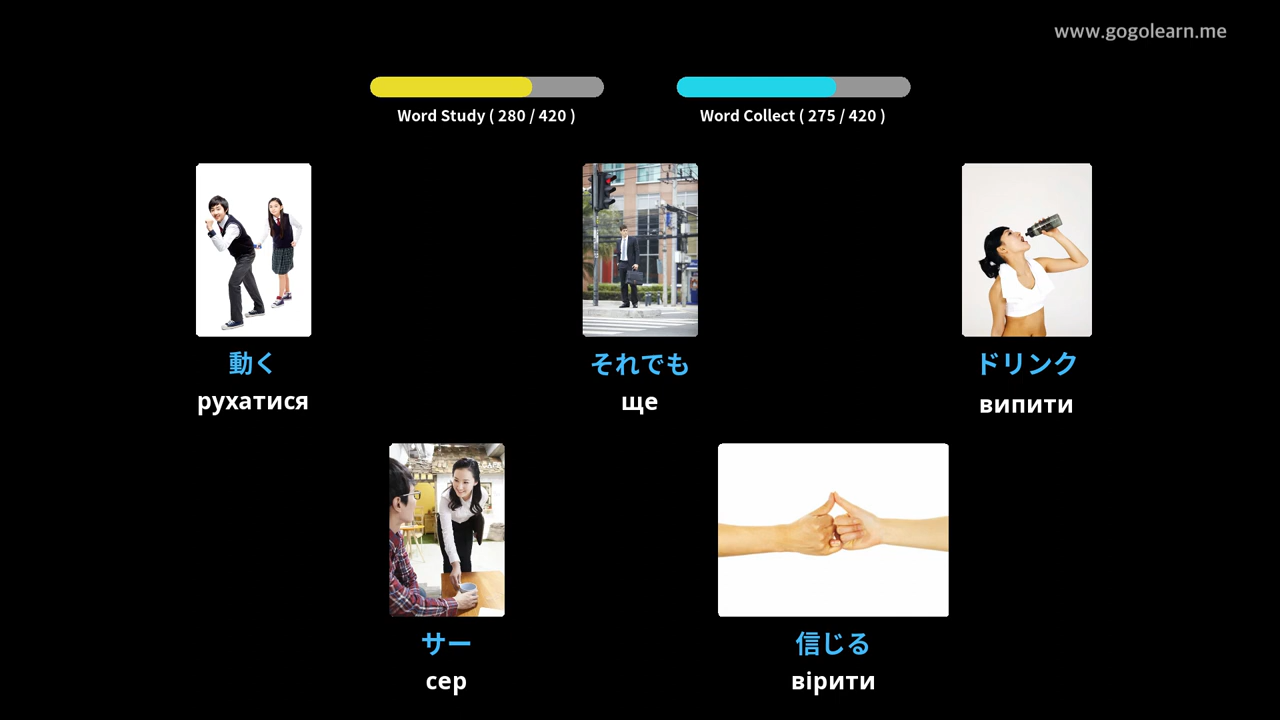 www.gogolearn.me
Word Study ( 280 / 420 )
Word Collect ( 275 / 420 )
動く
それでも
ドリンク
рухатися
ще
випити
サー
信じる
сер
вірити